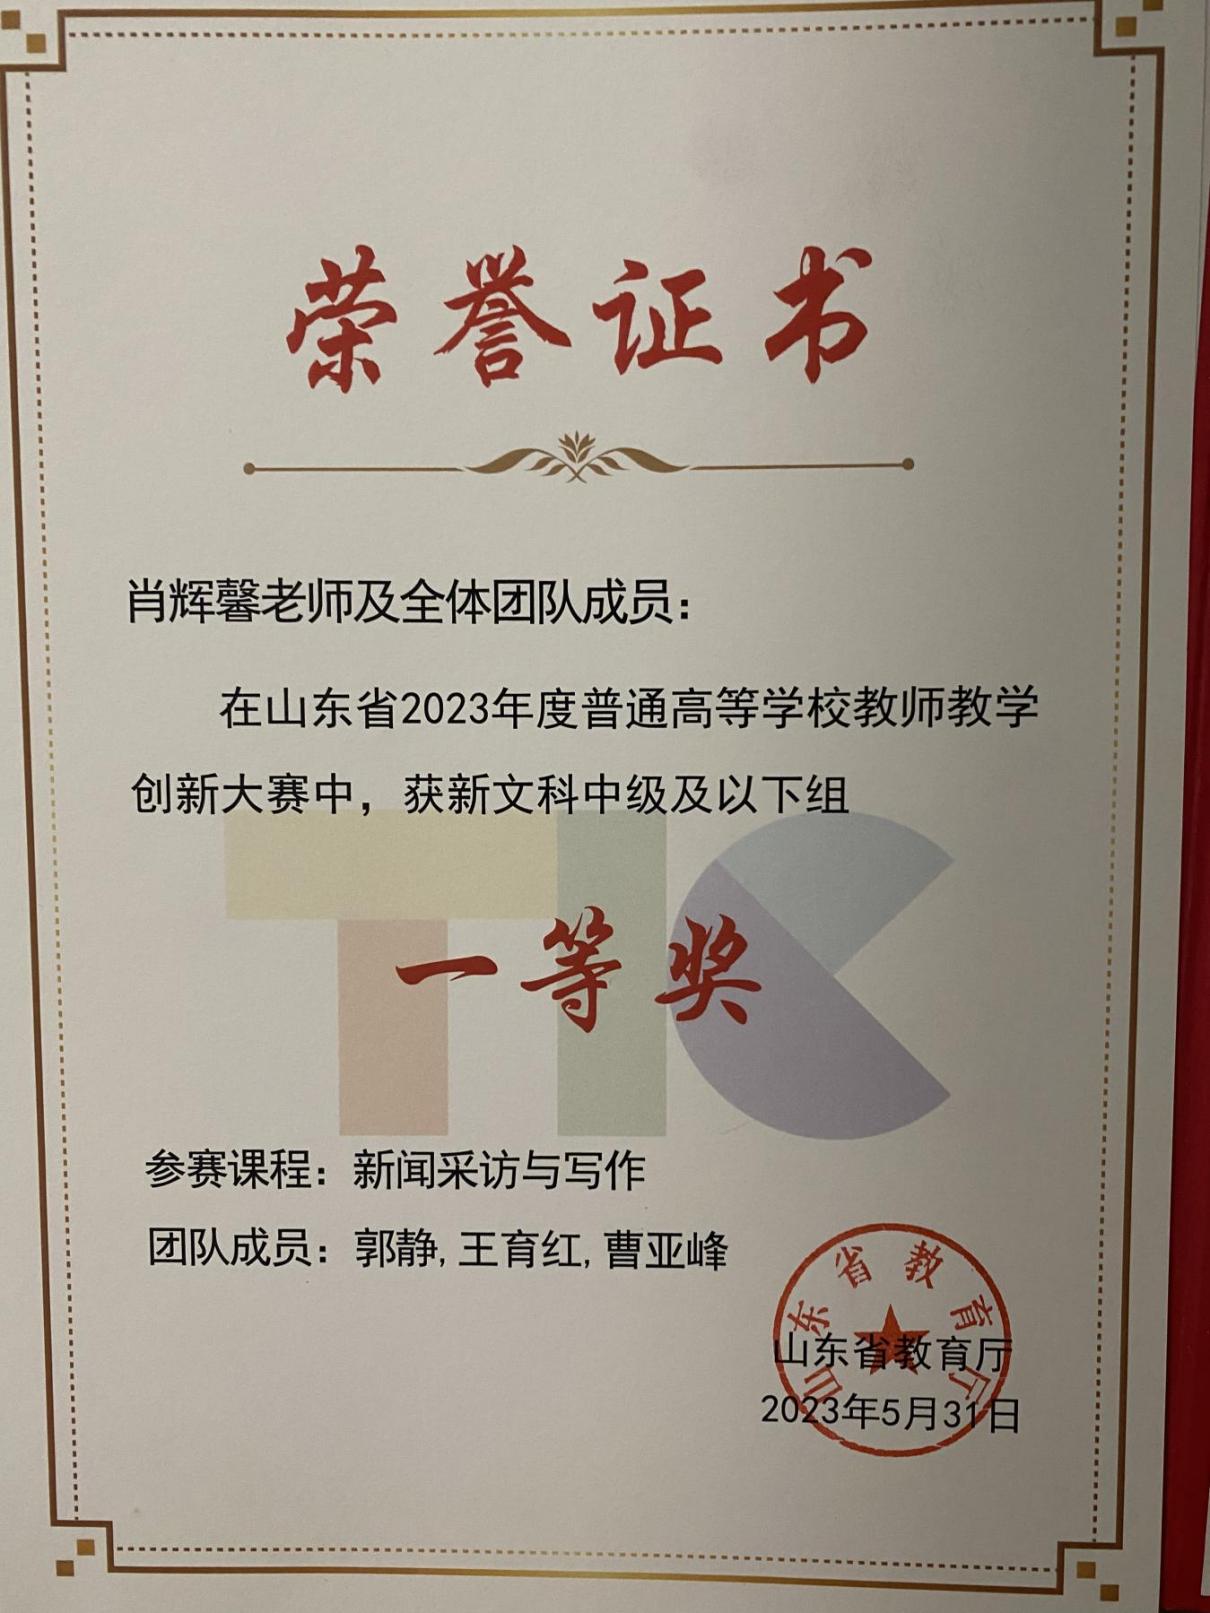 荣誉证书
肖辉馨老师及全体团队成员：
在山东省2023年度普通高等学校教师教学
创新大赛中，获新文科中级及以下组
TIC
一等奖
参赛课程：新闻采访与写作
团队成员：郭静,王育红,曹亚峰
山东省教育厅
山东省教育厅
2023年5月31日